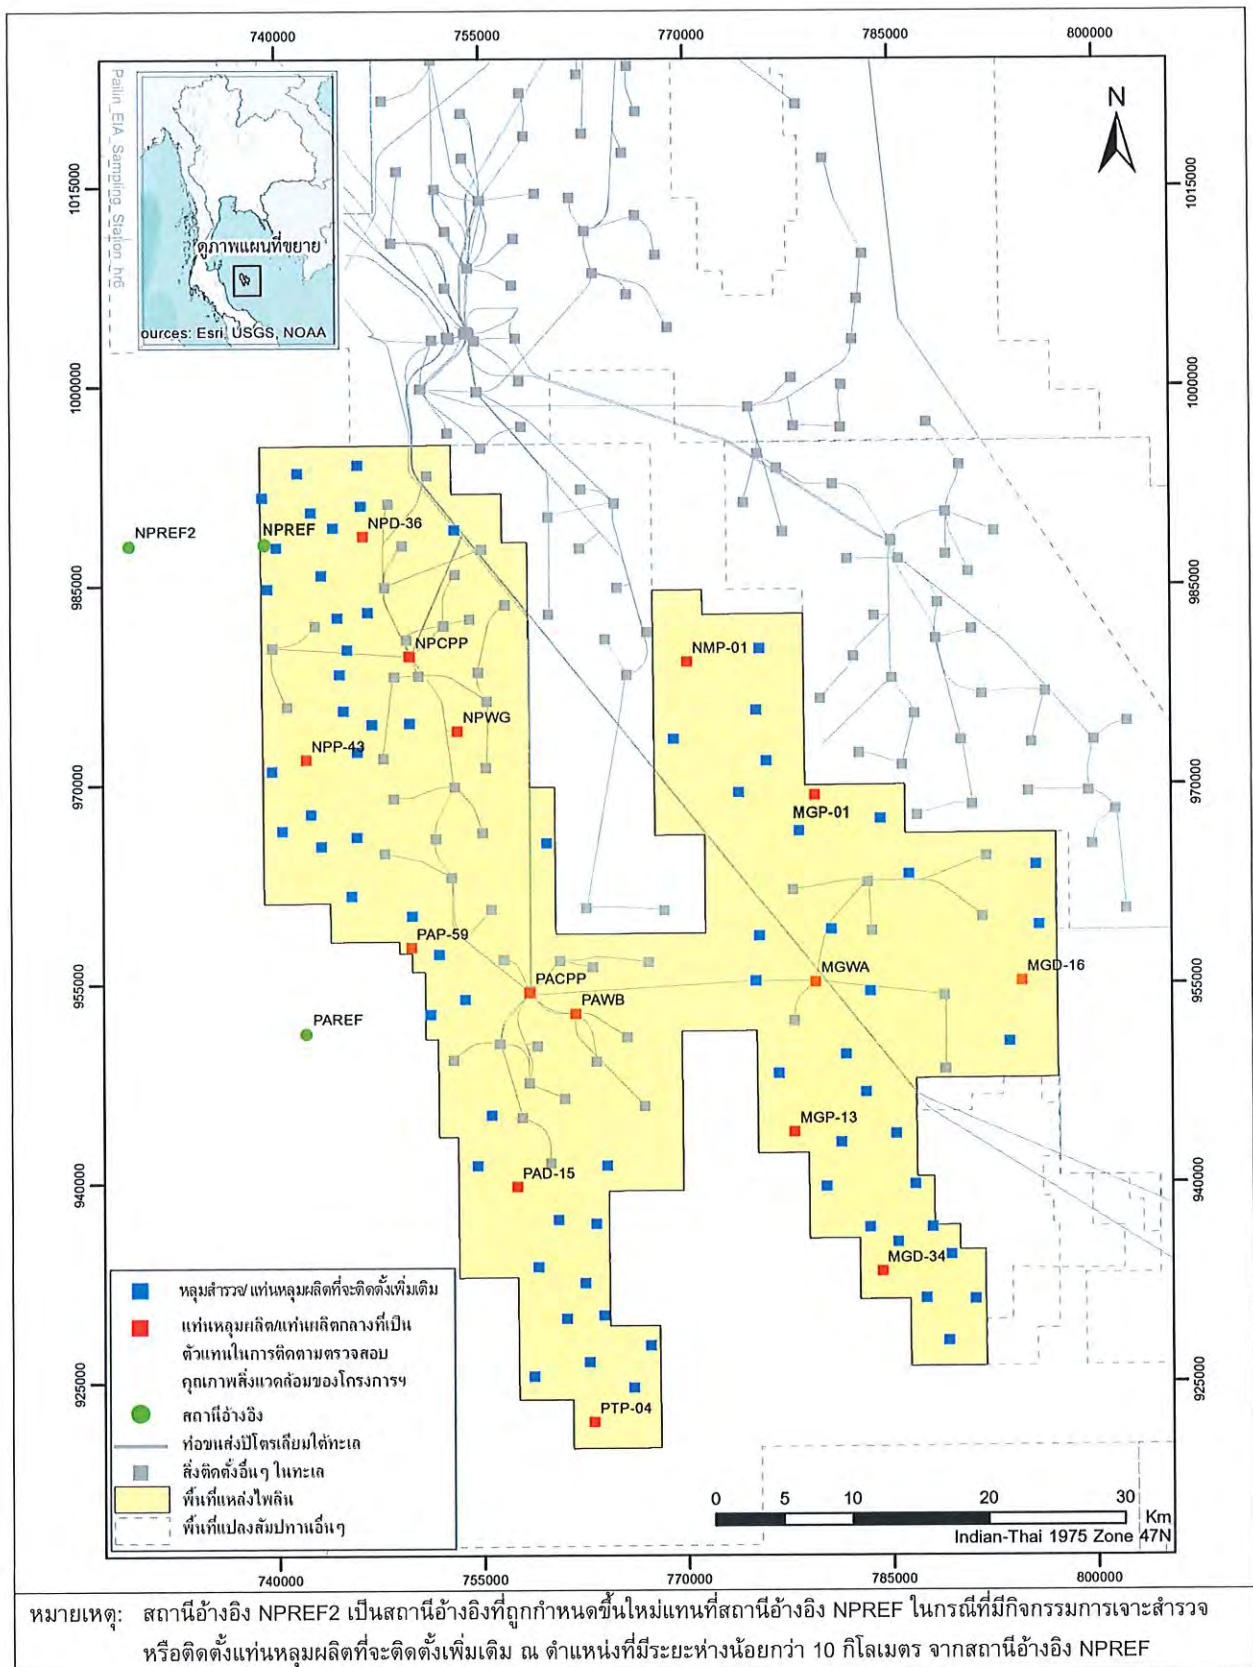 740000
755000
770000
785000
800000
Pailin EIA Sampling Station hr6
ดูภาพแผนที่ขยาย
ources: Esri, USGS, NOAA
N
1015000
1015000
1000000
1000000
NPREF2
NPREF
NPD-36
985000
985000
NPCPP
NMP-01
NPWG
NPP-43
970000
970000
MGP-01
PAP-59
PACPP
MGWA
MGD-16
955000
955000
PAWB
PAREF
MGP-13
PAD-15
940000
940000
MGD-34
925000
925000
PTP-04
หลุมสำรวจ/แท่นหลุมผลิตที่จะติดตั้งเพิ่มเติม
แท่นหลุมผลิต/แท่นผลิตกลางที่เป็น
ตัวแทนในการติดตามตรวจสอบ
คุณภาพสิ่งแวดล้อมของโครงการฯ
สถานีอ้างอิง
ท่อขนส่งปิโตรเลียมใต้ทะเล
สิ่งติดตั้งอื่นๆ ในทะเล
พื้นที่แหล่งไพลิน
พื้นที่แปลงสัมปทานอื่นๆ
0 5 10 20 30
Km
Indian-Thai 1975 Zone 47N
740000
755000
770000
785000
800000
หมายเหตุ: สถานีอ้างอิง NPREF2 เป็นสถานีอ้างอิงที่ถูกกำหนดขึ้นใหม่แทนที่สถานีอ้างอิง NPREF ในกรณีที่มีกิจกรรมการเจาะสำรวจ
หรือติดตั้งแท่นหลุมผลิตที่จะติดตั้งเพิ่มเติม ณ ตำแหน่งที่มีระยะห่างน้อยกว่า 10 กิโลเมตร จากสถานีอ้างอิง NPREF